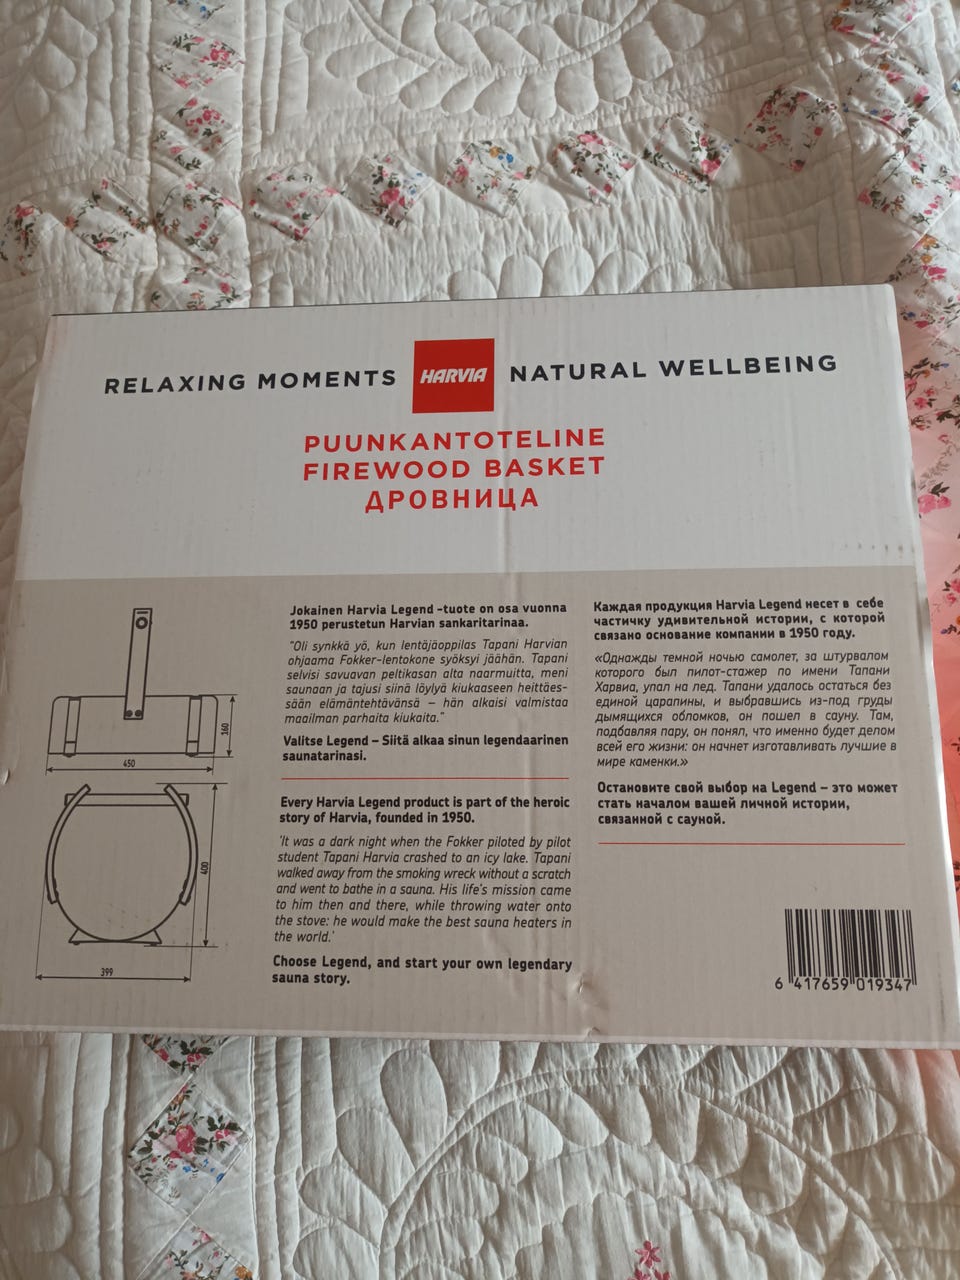 RELAXING MOMENTS HARVIA NATURAL WELLBEING
PUUNKANTOTELINE
FIREWOOD BASKET
ДРОВНИЦА
160
450
400
399
Jokainen Harvia Legend -tuote on osa vuonna
1950 perustetun Harvian sankaritarinaa.
"Oli synkkä yö, kun lentäjäoppilas Tapani Harvian
ohjaama Fokker-lentokone syöksyi jäähän. Tapani
selvisi savuavan peltikasan alta naarmuitta, meni
saunaan ja tajusi siinä löylyä kiukaaseen heittäes-
sään elämäntehtävänsä – hän alkaisi valmistaa
maailman parhaita kiukaita."
Valitse Legend – Siitä alkaa sinun legendaarinen
saunatarinasi.
Every Harvia Legend product is part of the heroic
story of Harvia, founded in 1950.
'It was a dark night when the Fokker piloted by pilot
student Tapani Harvia crashed to an icy lake. Tapani
walked away from the smoking wreck without a scratch
and went to bathe in a sauna. His life's mission came
to him then and there, while throwing water onto
the stove: he would make the best sauna heaters in
the world.'
Choose Legend, and start your own legendary
sauna story.
Каждая продукция Harvia Legend несет в себе
частичку удивительной истории, с которой
связано основание компании в 1950 году.
«Однажды темной ночью самолет, за штурвалом
которого был пилот-стажер по имени Тапани
Харвиа, упал на лед. Тапани удалось остаться без
единой царапины, и выбравшись из-под груды
дымящихся обломков, он пошел в сауну. Там,
подбавляя пару, он понял, что именно будет делом
всей его жизни: он начнет изготавливать лучшие в
мире каменки.»
Остановите свой выбор на Legend – это может
стать началом вашей личной истории,
связанной с сауной.
6 417659 019347